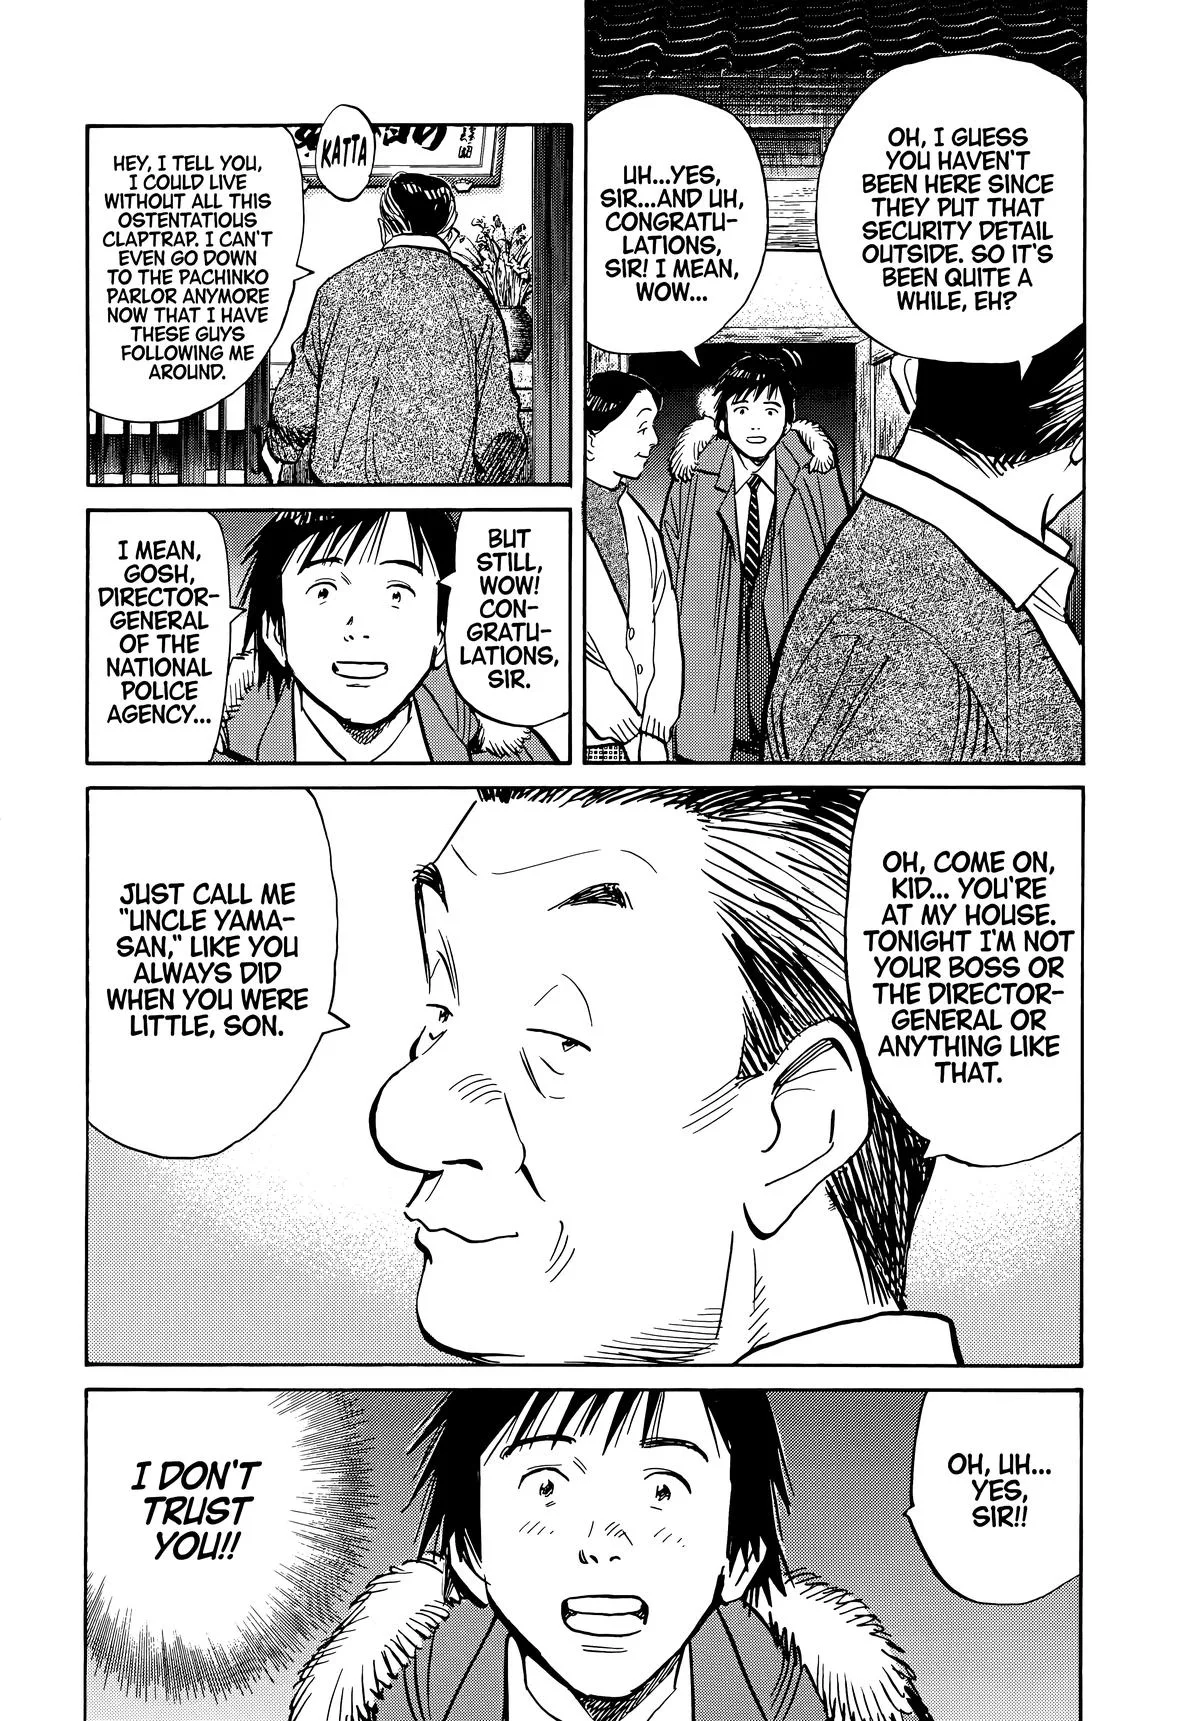 OH, I GUESS
YOU HAVEN'T
BEEN HERE SINCE
THEY PUT THAT
SECURITY DETAIL
OUTSIDE. SO IT'S
BEEN QUITE A
WHILE, EH?
UH...YES,
SIR...AND UH,
CONGRATU-
LATIONS,
SIR! I MEAN,
WOW...
KATTA
HEY, I TELL YOU,
I COULD LIVE
WITHOUT ALL THIS
OSTENTATIOUS
CLAPTRAP. I CAN'T
EVEN GO DOWN
TO THE PACHINKO
PARLOR ANYMORE
NOW THAT I HAVE
THESE GUYS
FOLLOWING ME
AROUND.
BUT
STILL,
WOW!
CON-
GRATU-
LATIONS,
SIR.
I MEAN,
GOSH,
DIRECTOR-
GENERAL
OF THE
NATIONAL
POLICE
AGENCY...
OH, COME ON,
KID... YOU'RE
AT MY HOUSE.
TONIGHT I'M NOT
YOUR BOSS OR
THE DIRECTOR-
GENERAL OR
ANYTHING LIKE
THAT.
JUST CALL ME
"UNCLE YAMA-
SAN," LIKE YOU
ALWAYS DID
WHEN YOU WERE
LITTLE, SON.
OH, UH...
YES,
SIR!!
I DON'T
TRUST
YOU!!